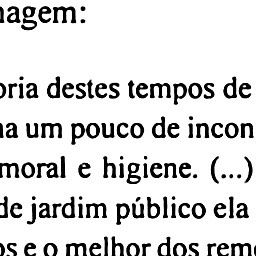 nagem:
oria destes tempos de
na um pouco de incon
moral e higiene. (...)
de jardim público ela
os e o melhor dos rem